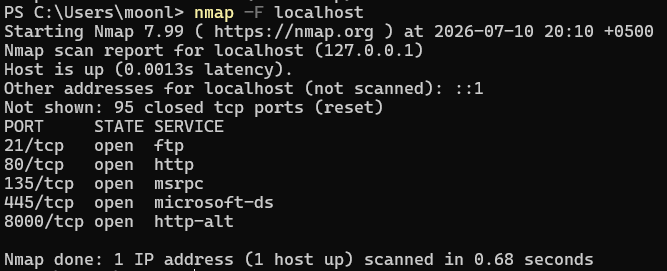 PS C:\Users\moonl> nmap -F localhost
Starting Nmap 7.99 ( https://nmap.org ) at 2026-07-10 20:10 +0500
Nmap scan report for localhost (127.0.0.1)
Host is up (0.0013s latency).
Other addresses for localhost (not scanned): ::1
Not shown: 95 closed tcp ports (reset)
PORT     STATE SERVICE
21/tcp   open  ftp
80/tcp   open  http
135/tcp  open  msrpc
445/tcp  open  microsoft-ds
8000/tcp open  http-alt
Nmap done: 1 IP address (1 host up) scanned in 0.68 seconds